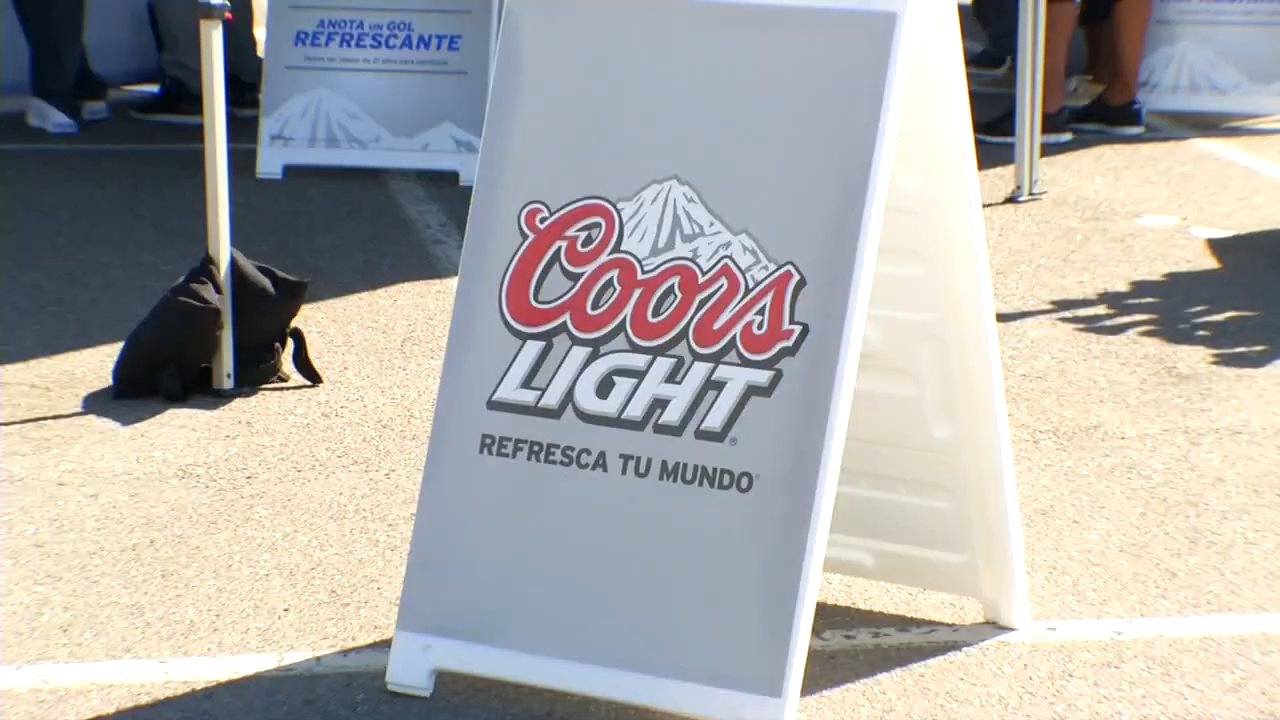 ANOTA UN GOL
REFRESCANTE
Coors
LIGHT®
REFRESCA TU MUNDO®